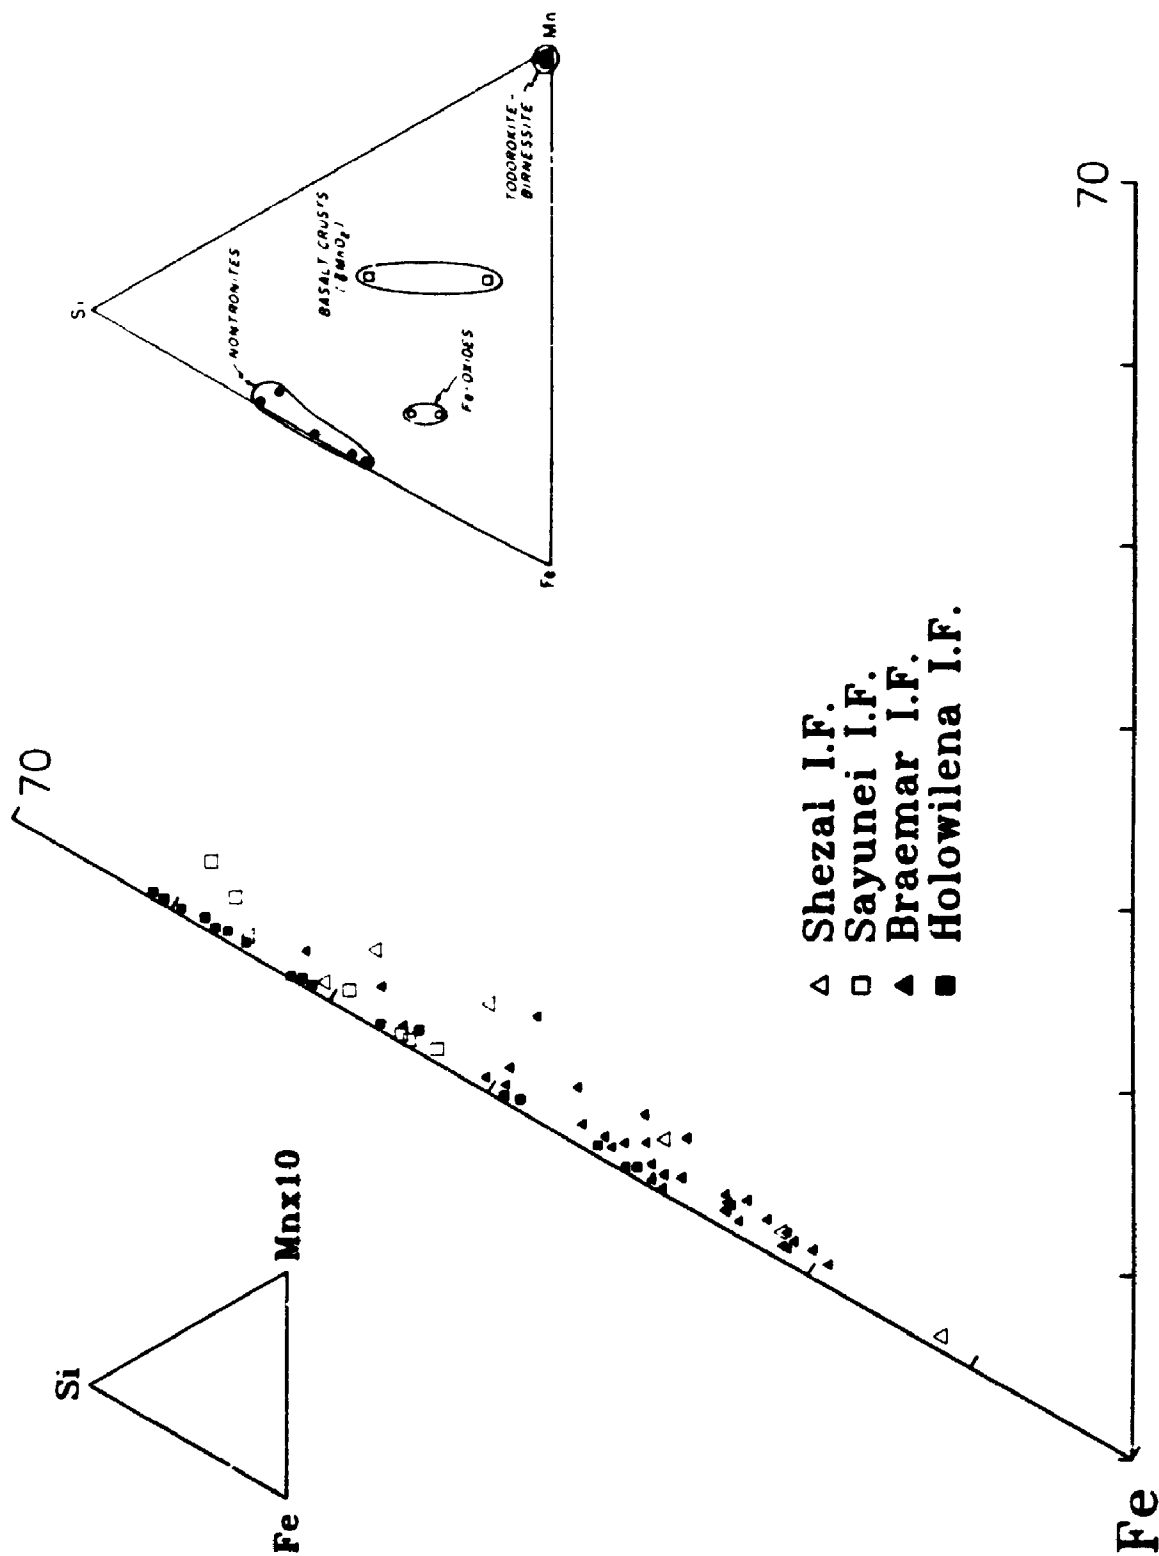 Si
Fe
Mnx10
70
Si
NONTRONITES
BASALT CRUSTS
Fe-OXIDES
TODOROKITE-
BIRNESSITE
Fe
Mn
△ Shezal I.F.
□ Sayunei I.F.
▲ Braemar I.F.
■ Holowilena I.F.
Fe
70